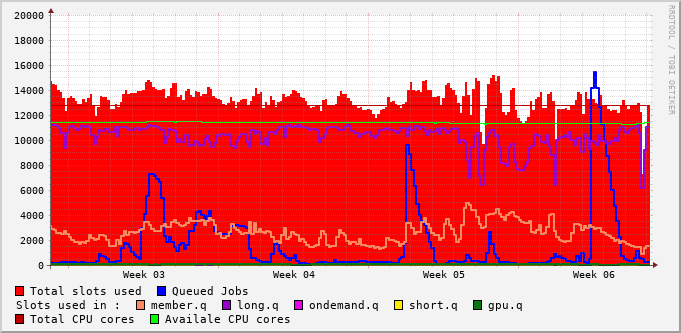 20000
18000
16000
14000
12000
10000
8000
6000
4000
2000
0
Week 03 Week 04 Week 05 Week 06
RRDTOOL / TOBI OETIKER
Total slots used Queued Jobs
Slots used in : member.q long.q ondemand.q short.q gpu.q
Total CPU cores Availale CPU cores